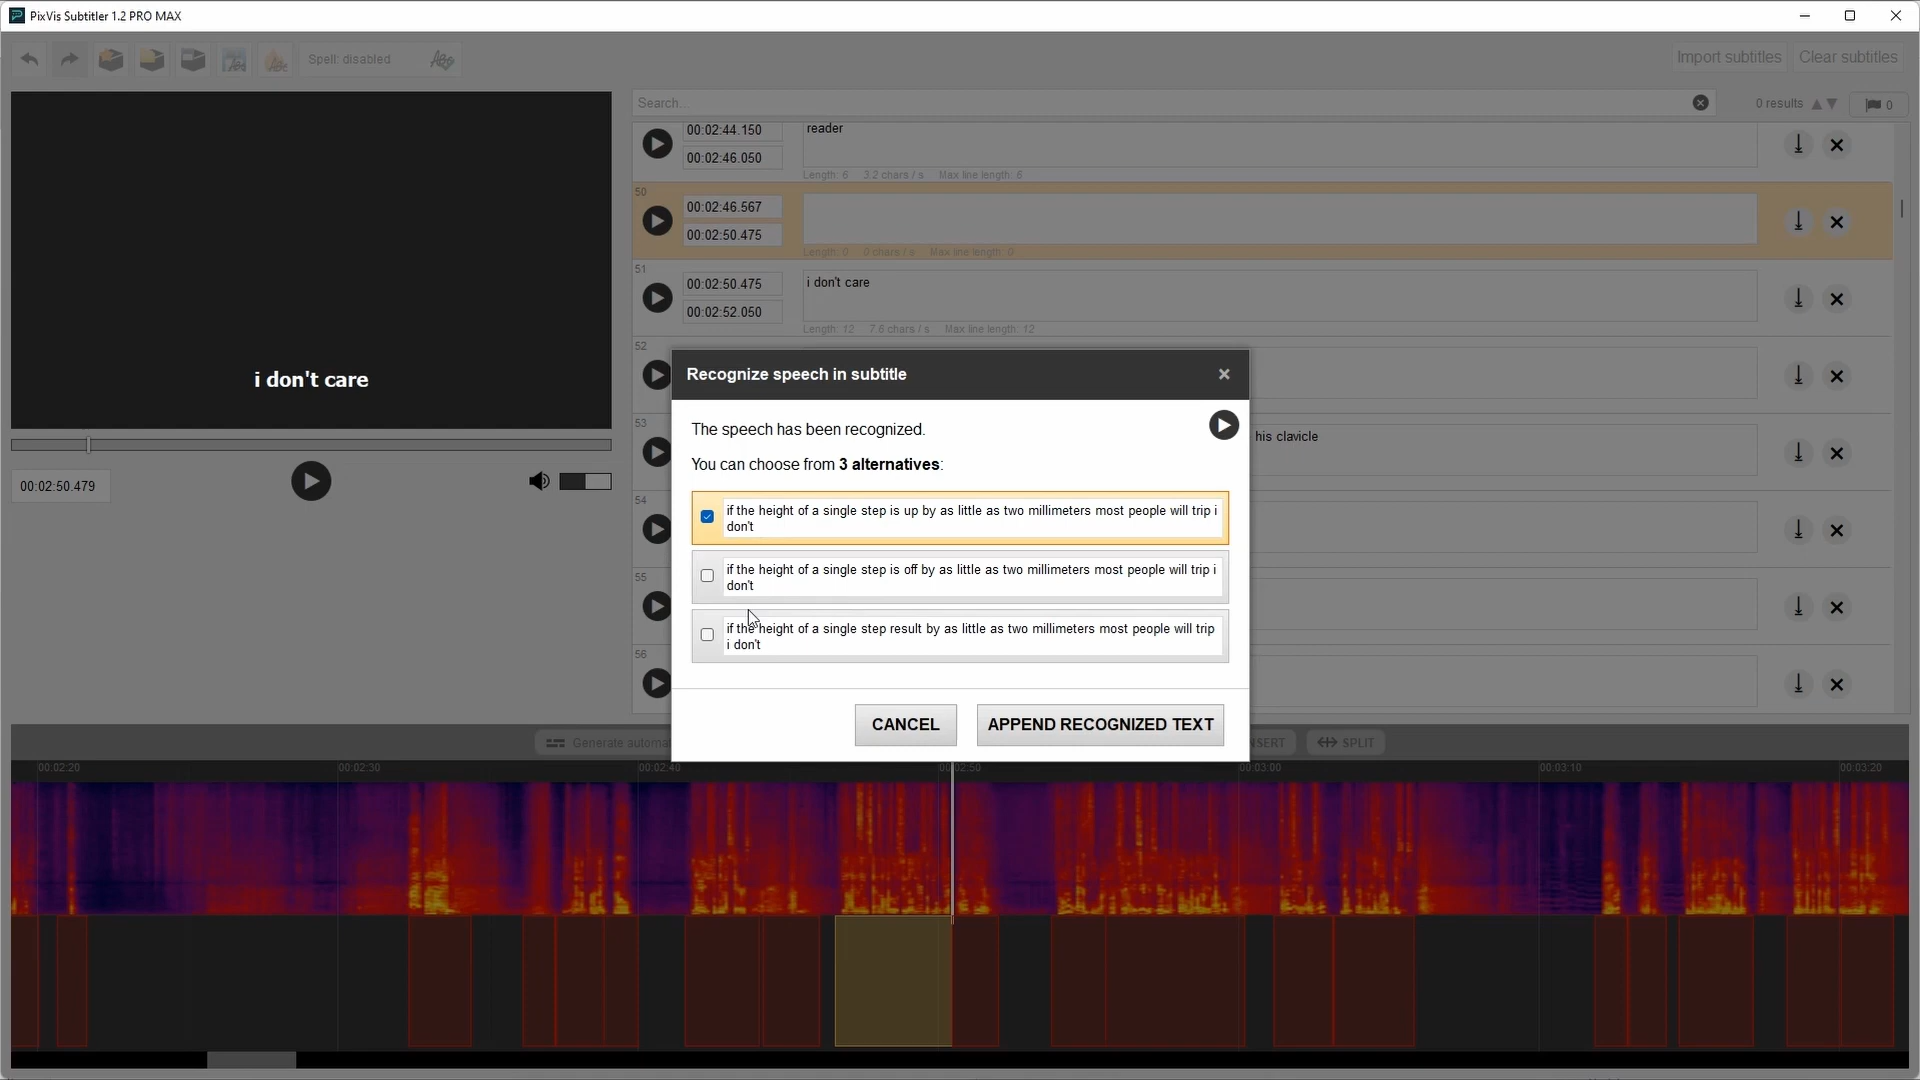 PixVis Subtitler 1.2 PRO MAX
Spell: disabled
Import subtitles
Clear subtitles
Search...
0 results
0
00:02:44.150
00:02:46.050
reader
Length: 6 3.2 chars / s Max line length: 6
50
00:02:46.567
00:02:50.475
Length: 0 0 chars / s Max line length: 0
51
00:02:50.475
00:02:52.050
i don't care
Length: 12 7.6 chars / s Max line length: 12
52
53
his clavicle
54
55
56
i don't care
00:02:50.479
Recognize speech in subtitle
The speech has been recognized.
You can choose from 3 alternatives:
if the height of a single step is up by as little as two millimeters most people will trip i
don't
if the height of a single step is off by as little as two millimeters most people will trip i
don't
if the height of a single step result by as little as two millimeters most people will trip
i don't
CANCEL
APPEND RECOGNIZED TEXT
Generate automat
SPLIT
00:02:20
00:02:30
00:02:40
00:02:50
00:03:00
00:03:10
00:03:20